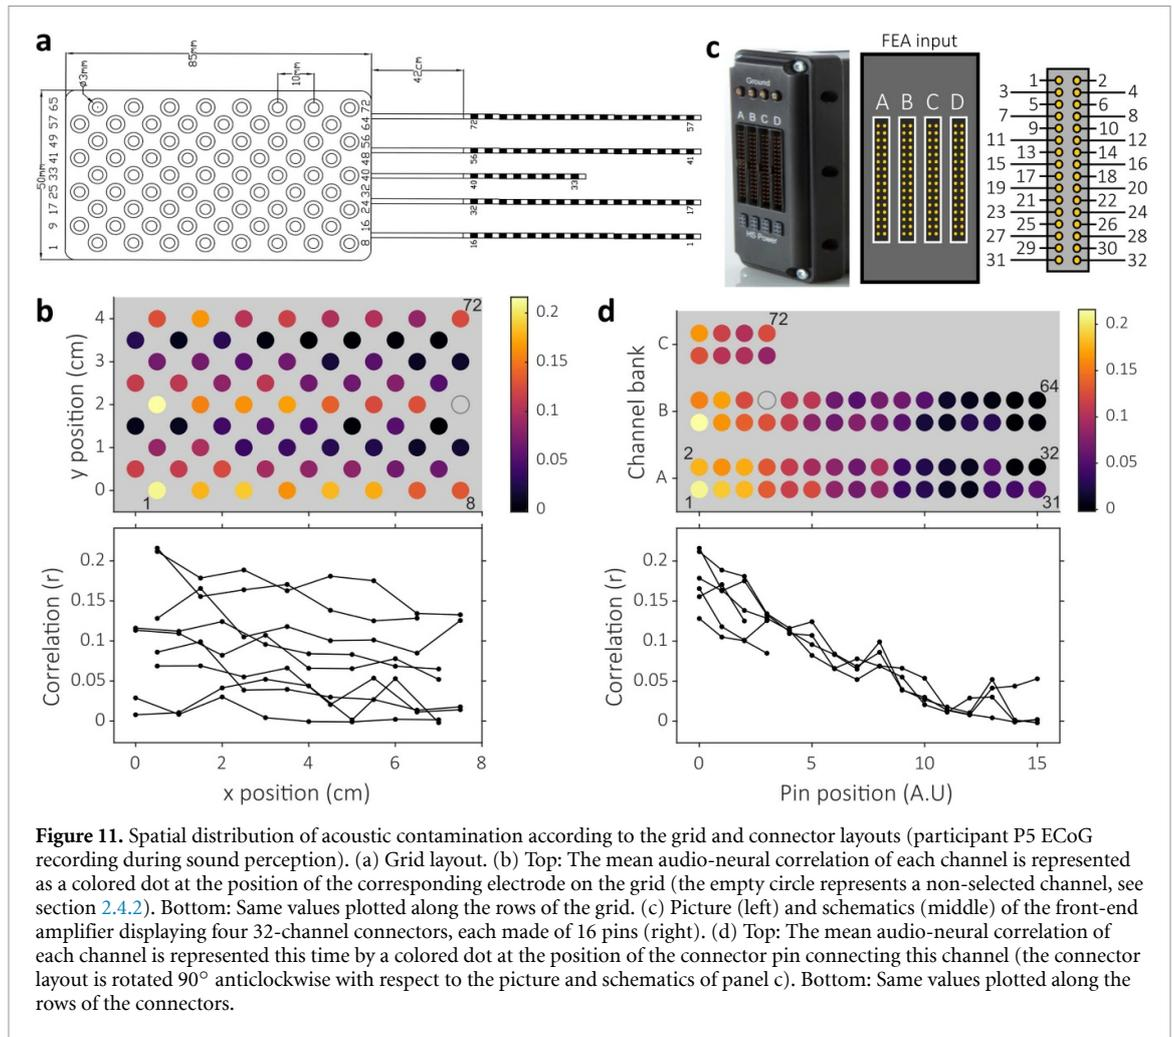 a
85mm
ø3mm
10mm
42cm
50mm
1 9 17 25 33 41 49 57 65
8 16 24 32 40 48 56 64 72
72 57
56 41
40 33
32 17
16 1
c
Ground
A B C D
HS Power
FEA input
A B C D
1 2
3 4
5 6
7 8
9 10
11 12
13 14
15 16
17 18
19 20
21 22
23 24
25 26
27 28
29 30
31 32
b
y position (cm)
4
3
2
1
0
72
1 8
0.2
0.15
0.1
0.05
0
Correlation (r)
0.2
0.15
0.1
0.05
0
0 2 4 6 8
x position (cm)
d
Channel bank
C
B
A
72
64
2 32
1 31
0.2
0.15
0.1
0.05
0
Correlation (r)
0.2
0.15
0.1
0.05
0
0 5 10 15
Pin position (A.U)
Figure 11. Spatial distribution of acoustic contamination according to the grid and connector layouts (participant P5 ECoG
recording during sound perception). (a) Grid layout. (b) Top: The mean audio-neural correlation of each channel is represented
as a colored dot at the position of the corresponding electrode on the grid (the empty circle represents a non-selected channel, see
section 2.4.2). Bottom: Same values plotted along the rows of the grid. (c) Picture (left) and schematics (middle) of the front-end
amplifier displaying four 32-channel connectors, each made of 16 pins (right). (d) Top: The mean audio-neural correlation of
each channel is represented this time by a colored dot at the position of the connector pin connecting this channel (the connector
layout is rotated 90° anticlockwise with respect to the picture and schematics of panel c). Bottom: Same values plotted along the
rows of the connectors.